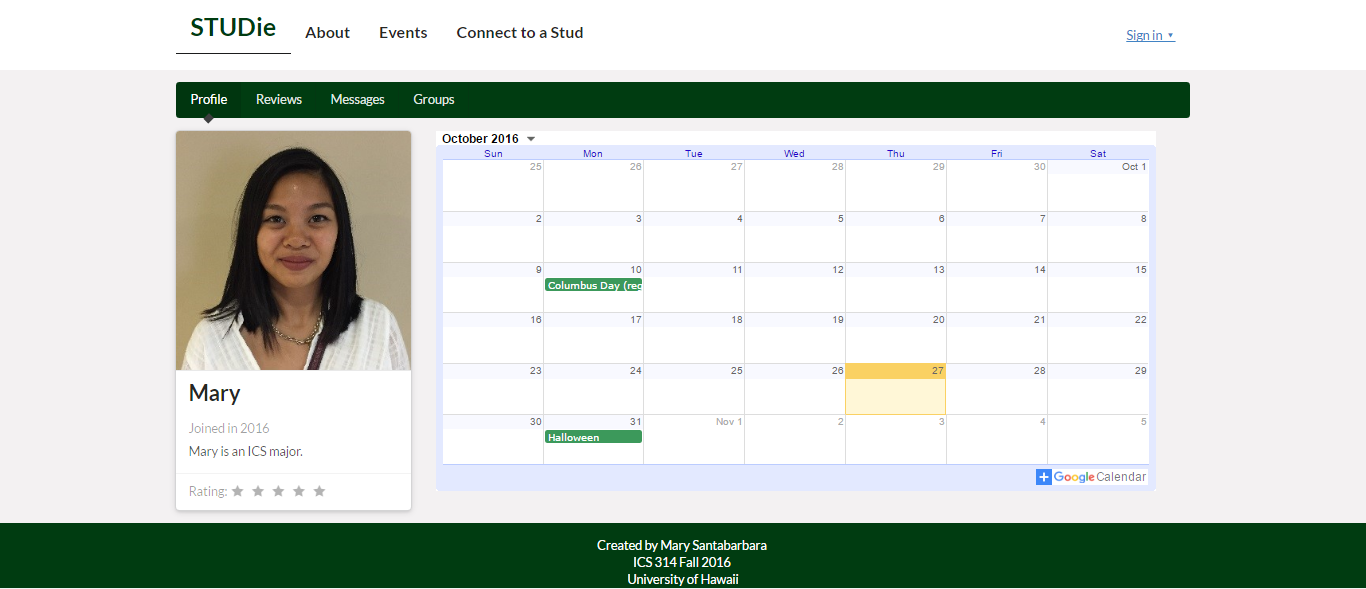 STUDie About Events Connect to a Stud Sign in
Profile Reviews Messages Groups
October 2016
Sun Mon Tue Wed Thu Fri Sat
25 26 27 28 29 30 Oct 1
2 3 4 5 6 7 8
9 10 11 12 13 14 15
Columbus Day (reg
16 17 18 19 20 21 22
23 24 25 26 27 28 29
30 31 Nov 1 2 3 4 5
Halloween
Google Calendar
Mary
Joined in 2016
Mary is an ICS major.
Rating:
Created by Mary Santabarbara
ICS 314 Fall 2016
University of Hawaii